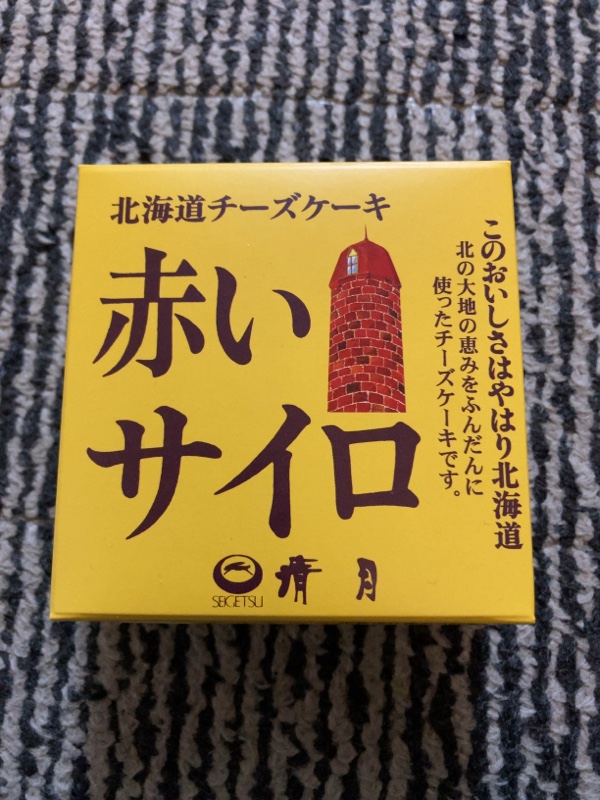 北海道チーズケーキ
赤い
サイロ
このおいしさはやはり北海道
北の大地の恵みをふんだんに
使ったチーズケーキです。
SEIGETSU
清月